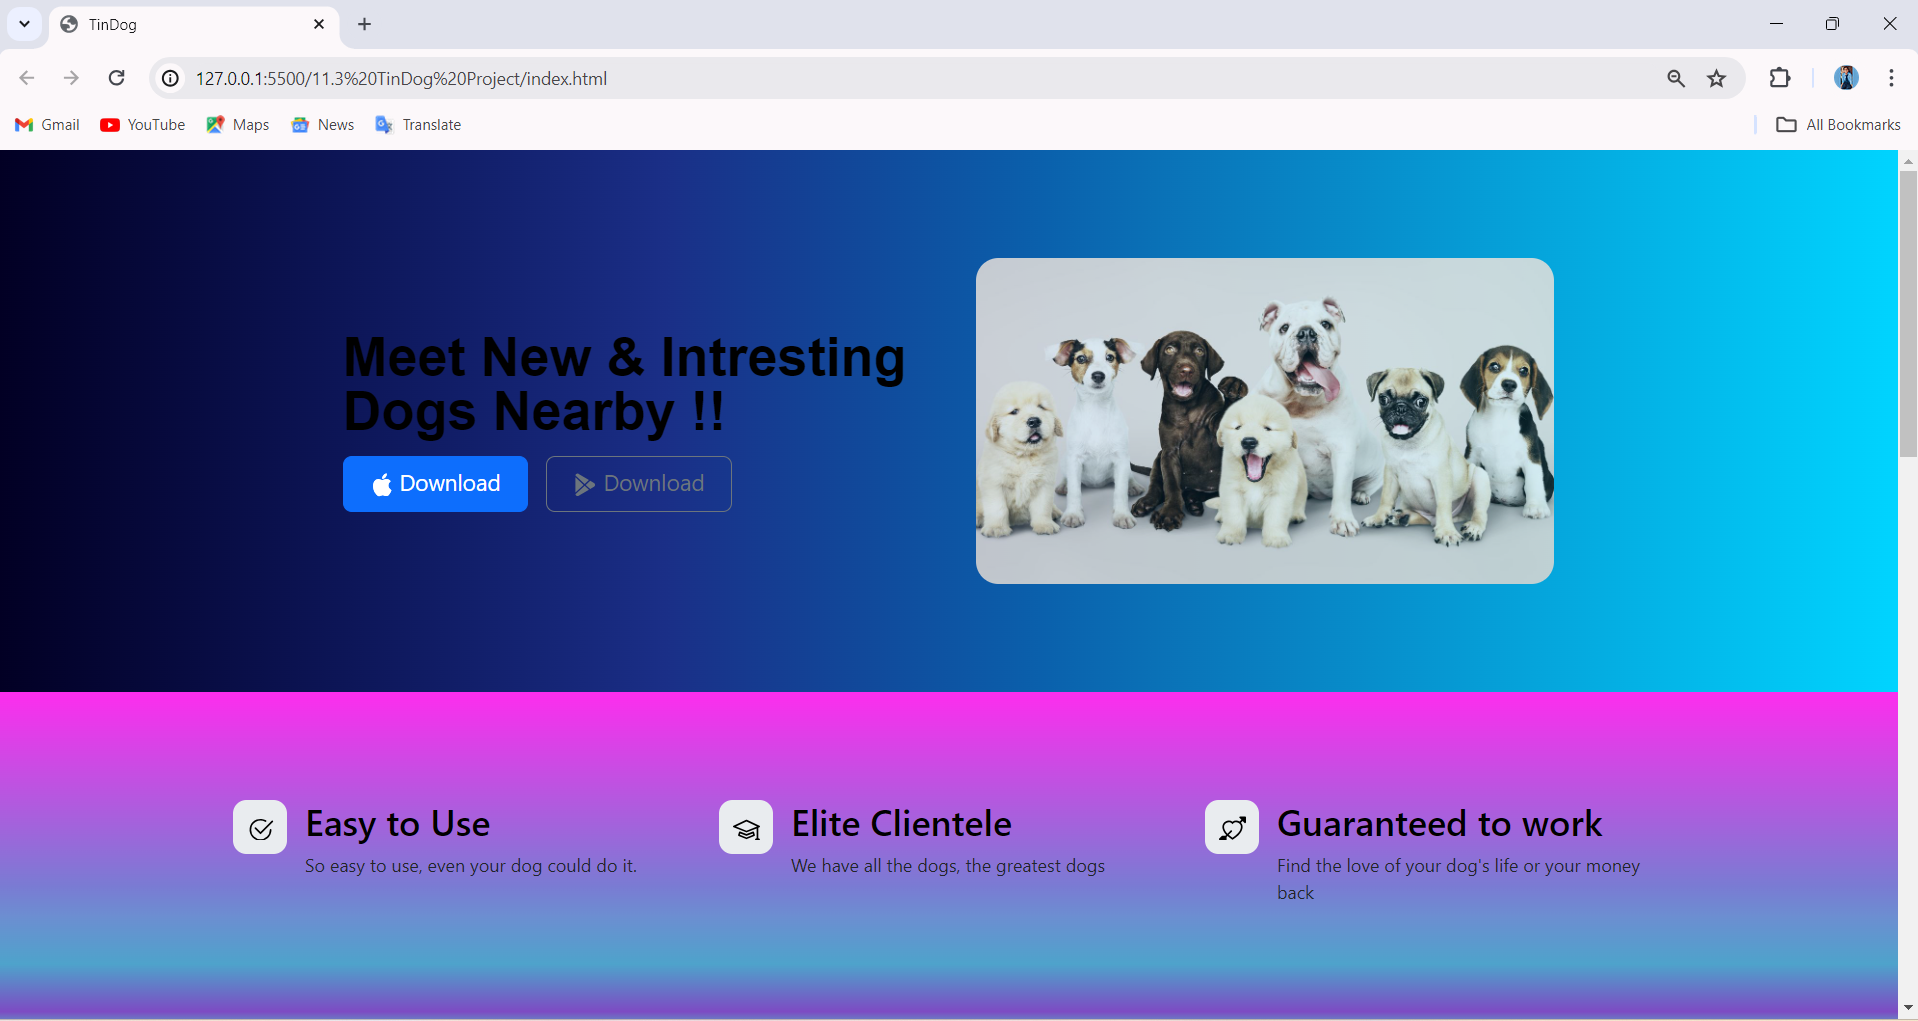 TinDog
127.0.0.1:5500/11.3%20TinDog%20Project/index.html
Gmail YouTube Maps News Translate All Bookmarks
Meet New & Intresting
Dogs Nearby !!
Download Download
Easy to Use
So easy to use, even your dog could do it.
Elite Clientele
We have all the dogs, the greatest dogs
Guaranteed to work
Find the love of your dog's life or your money
back